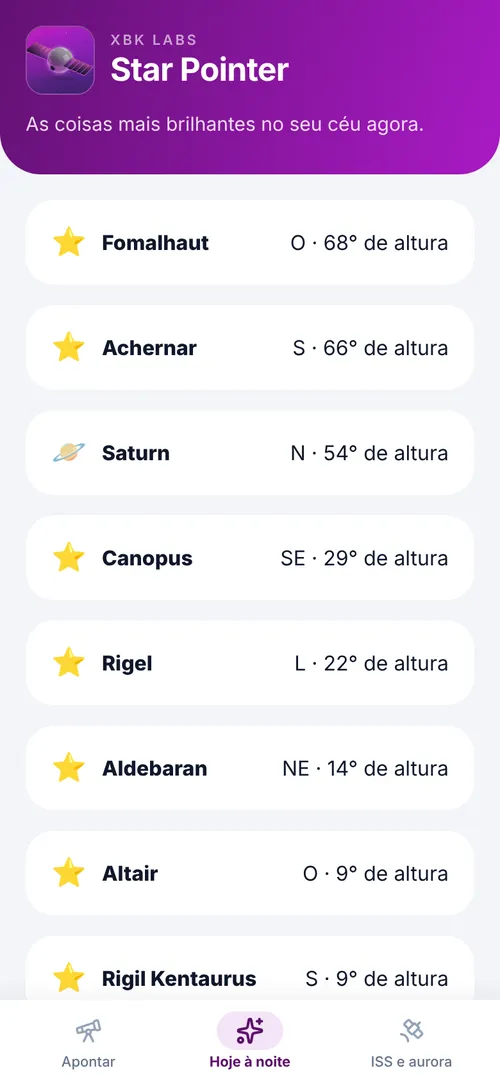 XBK LABS
Star Pointer
As coisas mais brilhantes no seu céu agora.
Fomalhaut O · 68° de altura
Achernar S · 66° de altura
Saturn N · 54° de altura
Canopus SE · 29° de altura
Rigel L · 22° de altura
Aldebaran NE · 14° de altura
Altair O · 9° de altura
Rigil Kentaurus S · 9° de altura
Apontar Hoje à noite ISS e aurora